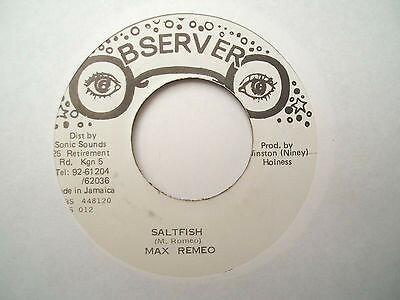 OBSERVER
Dist by
Sonic Sounds
25 Retirement
Rd, Kgn 5
Tel: 92-61204
/62036
Made in Jamaica
448120
012
Prod. by
Winston (Niney)
Holness
SALTFISH
(M. Romeo)
MAX REMEO